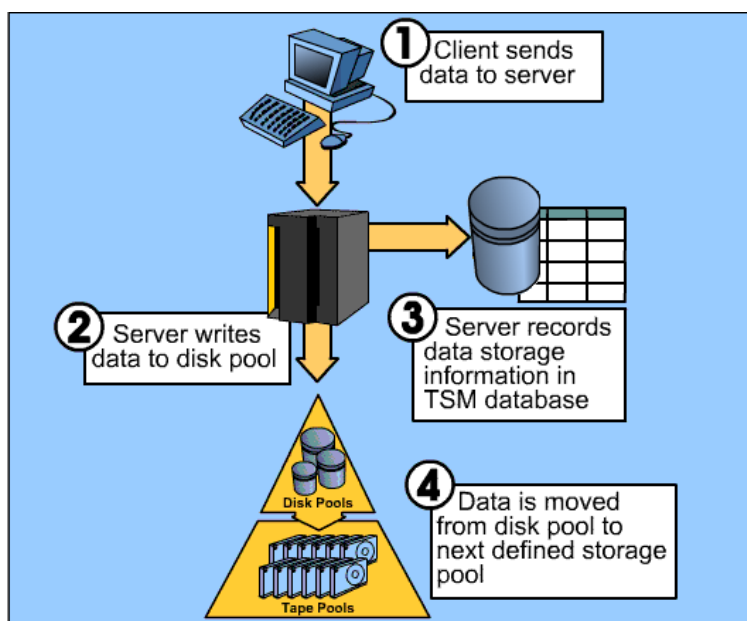 1
Client sends
data to server
2
Server writes
data to disk pool
3
Server records
data storage
information in
TSM database
4
Data is moved
from disk pool to
next defined storage
pool
Disk Pools
Tape Pools